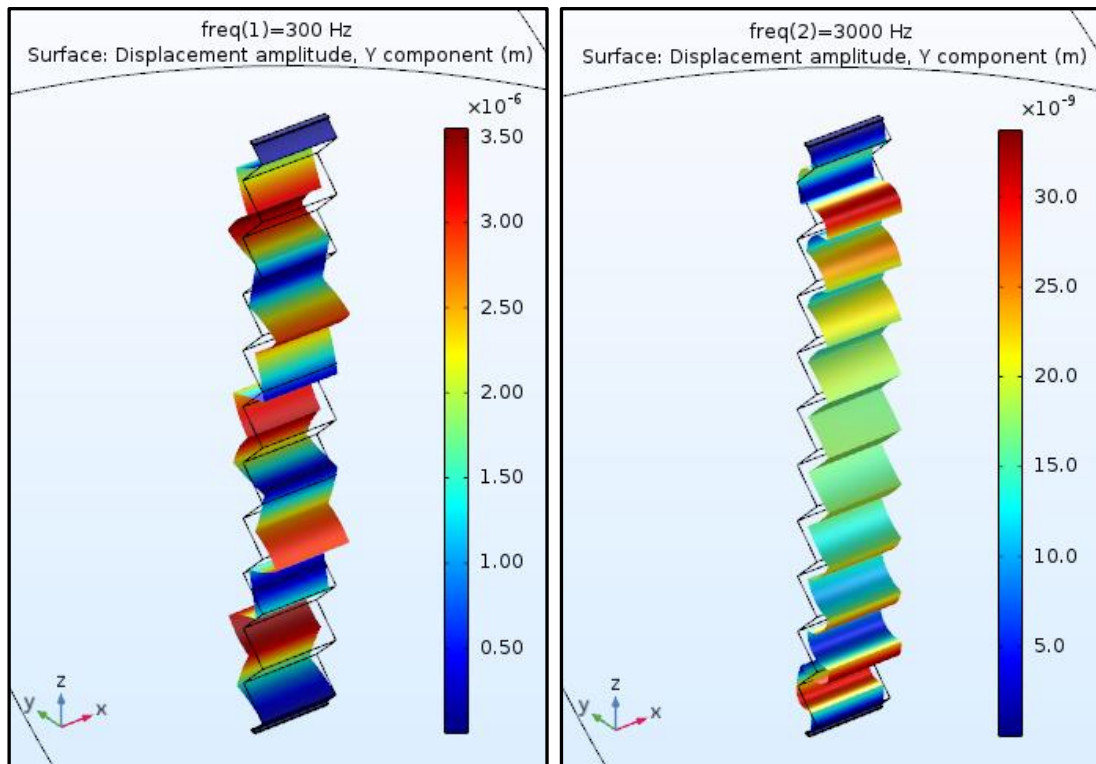 freq(1)=300 Hz
Surface: Displacement amplitude, Y component (m)
×10⁻⁶
3.50
3.00
2.50
2.00
1.50
1.00
0.50
z
y
x
freq(2)=3000 Hz
Surface: Displacement amplitude, Y component (m)
×10⁻⁹
30.0
25.0
20.0
15.0
10.0
5.0
z
y
x